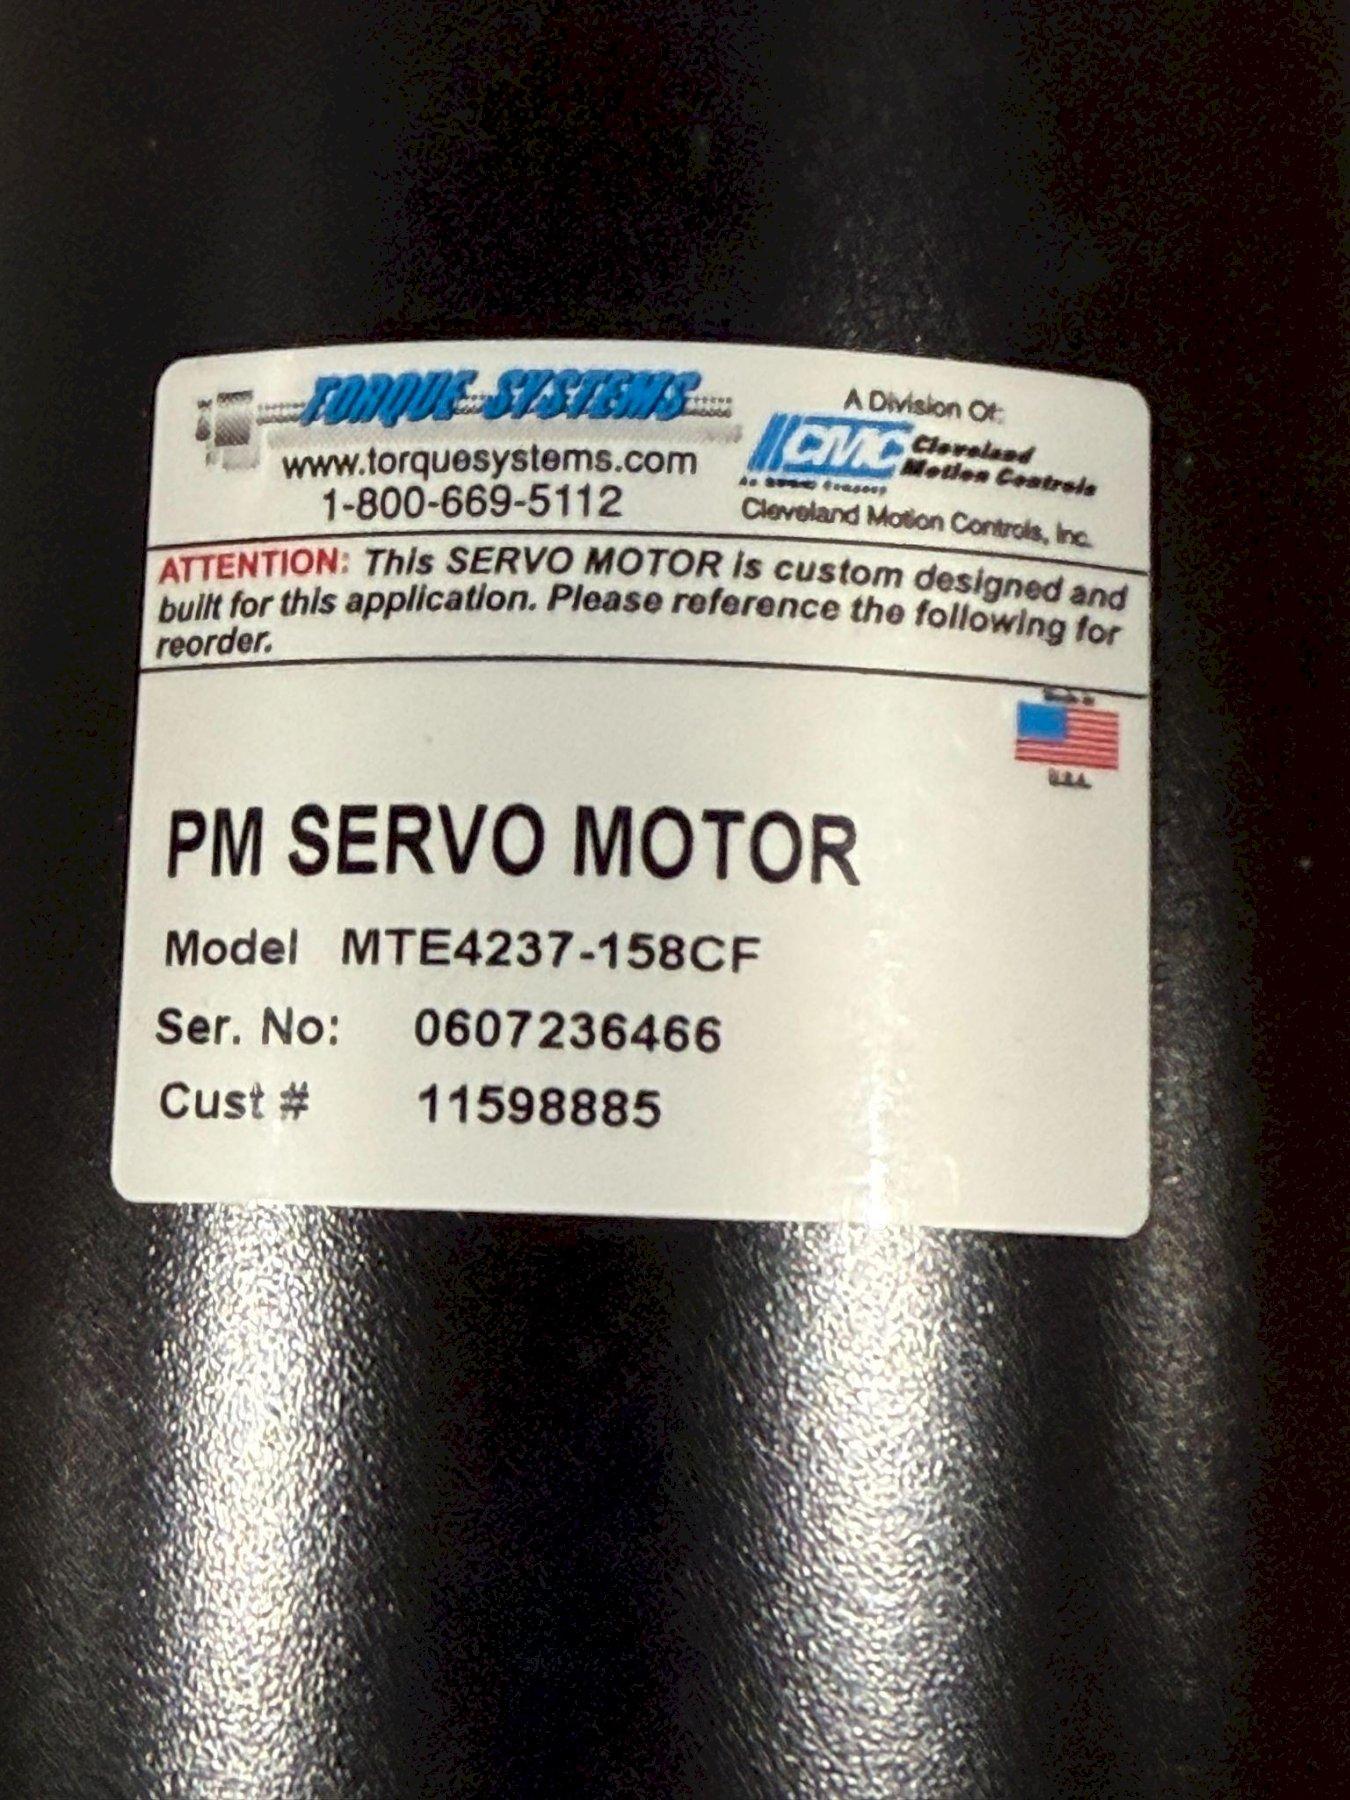 TORQUE SYSTEMS
www.torquesystems.com
1-800-669-5112
A Division Of:
CMC Cleveland
Motion Controls
Cleveland Motion Controls, Inc.
ATTENTION: This SERVO MOTOR is custom designed and
built for this application. Please reference the following for
reorder.
Made in
U.S.A.
PM SERVO MOTOR
Model MTE4237-158CF
Ser. No: 0607236466
Cust # 11598885